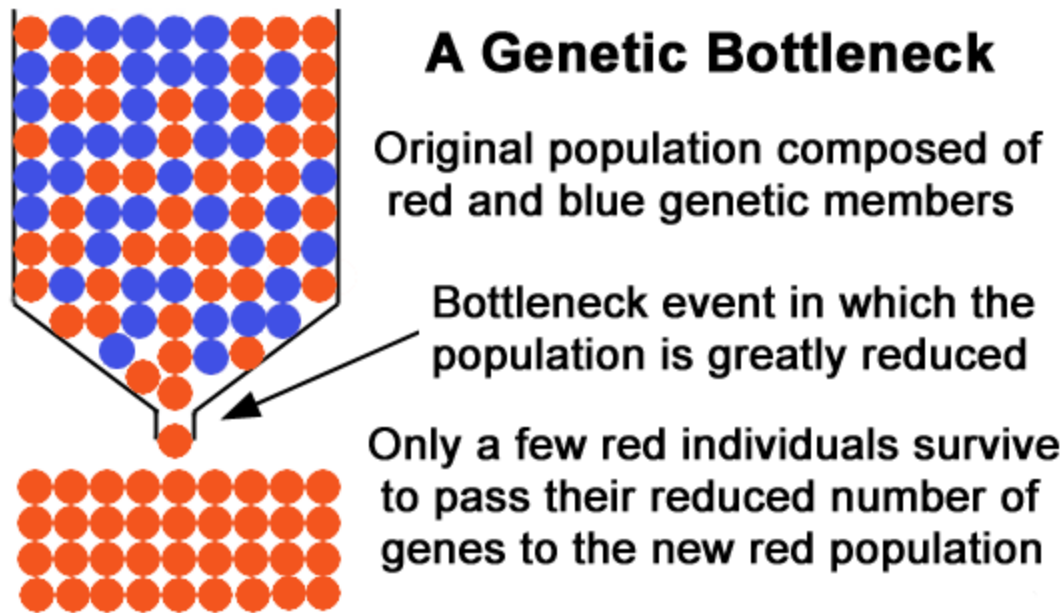 A Genetic Bottleneck
Original population composed of
red and blue genetic members
Bottleneck event in which the
population is greatly reduced
Only a few red individuals survive
to pass their reduced number of
genes to the new red population